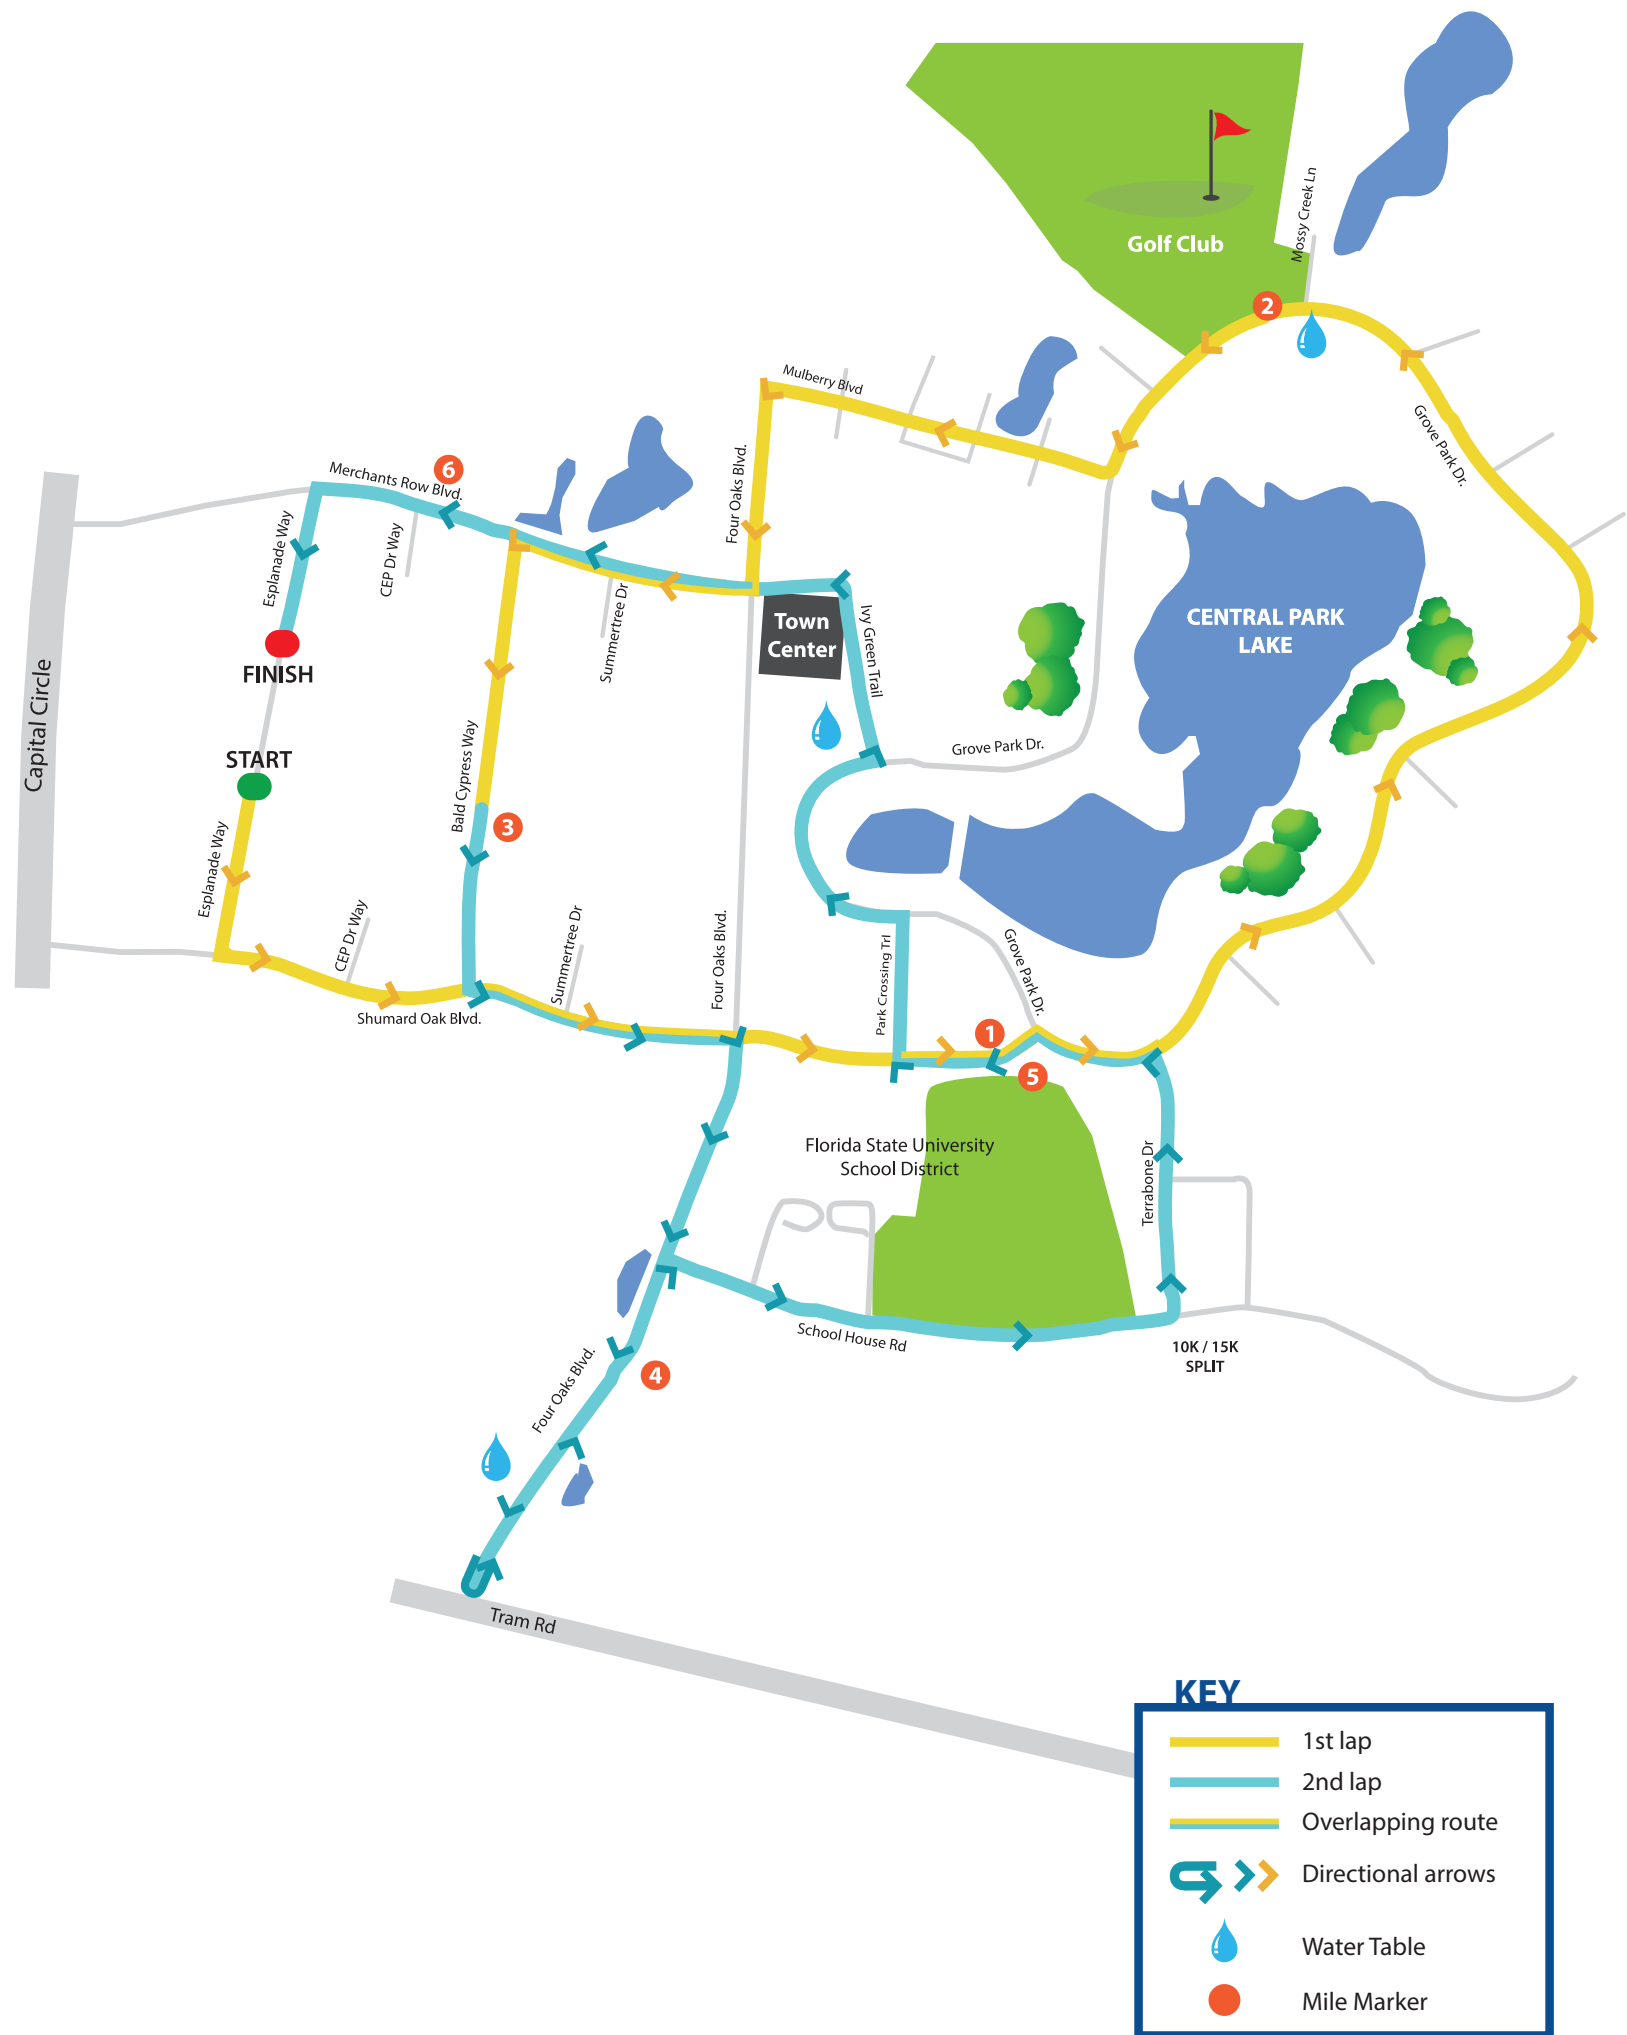 Golf Club
Mossy Creek Ln
2
Mulberry Blvd
Grove Park Dr.
Four Oaks Blvd.
Merchants Row Blvd.
6
Esplanade Way
CEP Dr Way
Summertree Dr
Town
Center
Ivy Green Trail
CENTRAL PARK
LAKE
FINISH
Capital Circle
START
Grove Park Dr.
Bald Cypress Way
3
Esplanade Way
CEP Dr Way
Summertree Dr
Four Oaks Blvd.
Park Crossing Trl
Grove Park Dr.
Shumard Oak Blvd.
1
5
Florida State University
School District
Terrabone Dr
School House Rd
10K / 15K
SPLIT
4
Four Oaks Blvd.
Tram Rd
KEY
1st lap
2nd lap
Overlapping route
Directional arrows
Water Table
Mile Marker